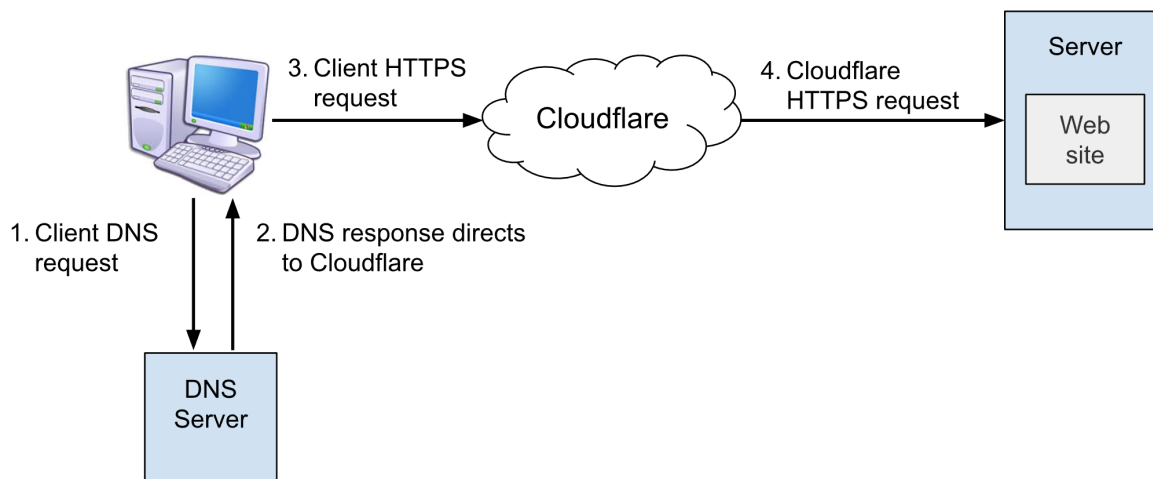 3. Client HTTPS
request
Cloudflare
4. Cloudflare
HTTPS request
Server
Web
site
1. Client DNS
request
2. DNS response directs
to Cloudflare
DNS
Server